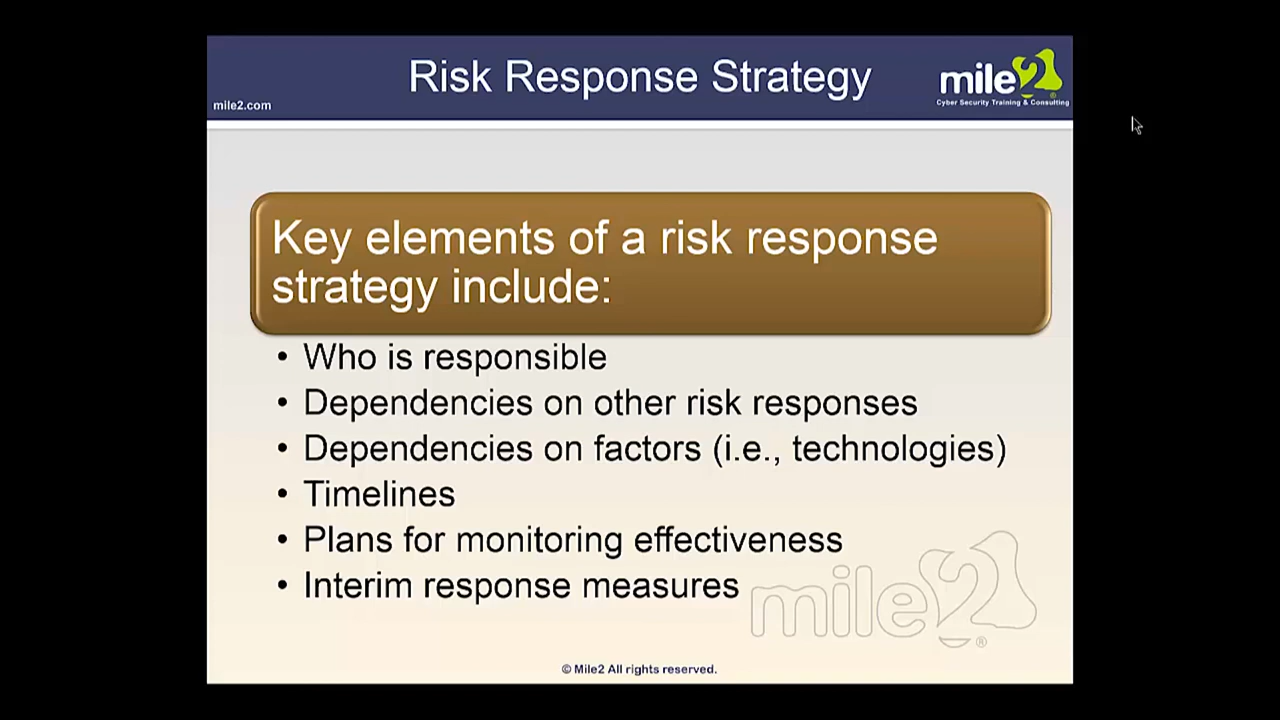 Risk Response Strategy
mile2
mile2.com
Cyber Security Training & Consulting
Key elements of a risk response
strategy include:
• Who is responsible
• Dependencies on other risk responses
• Dependencies on factors (i.e., technologies)
• Timelines
• Plans for monitoring effectiveness
• Interim response measures
mile2®
© Mile2 All rights reserved.